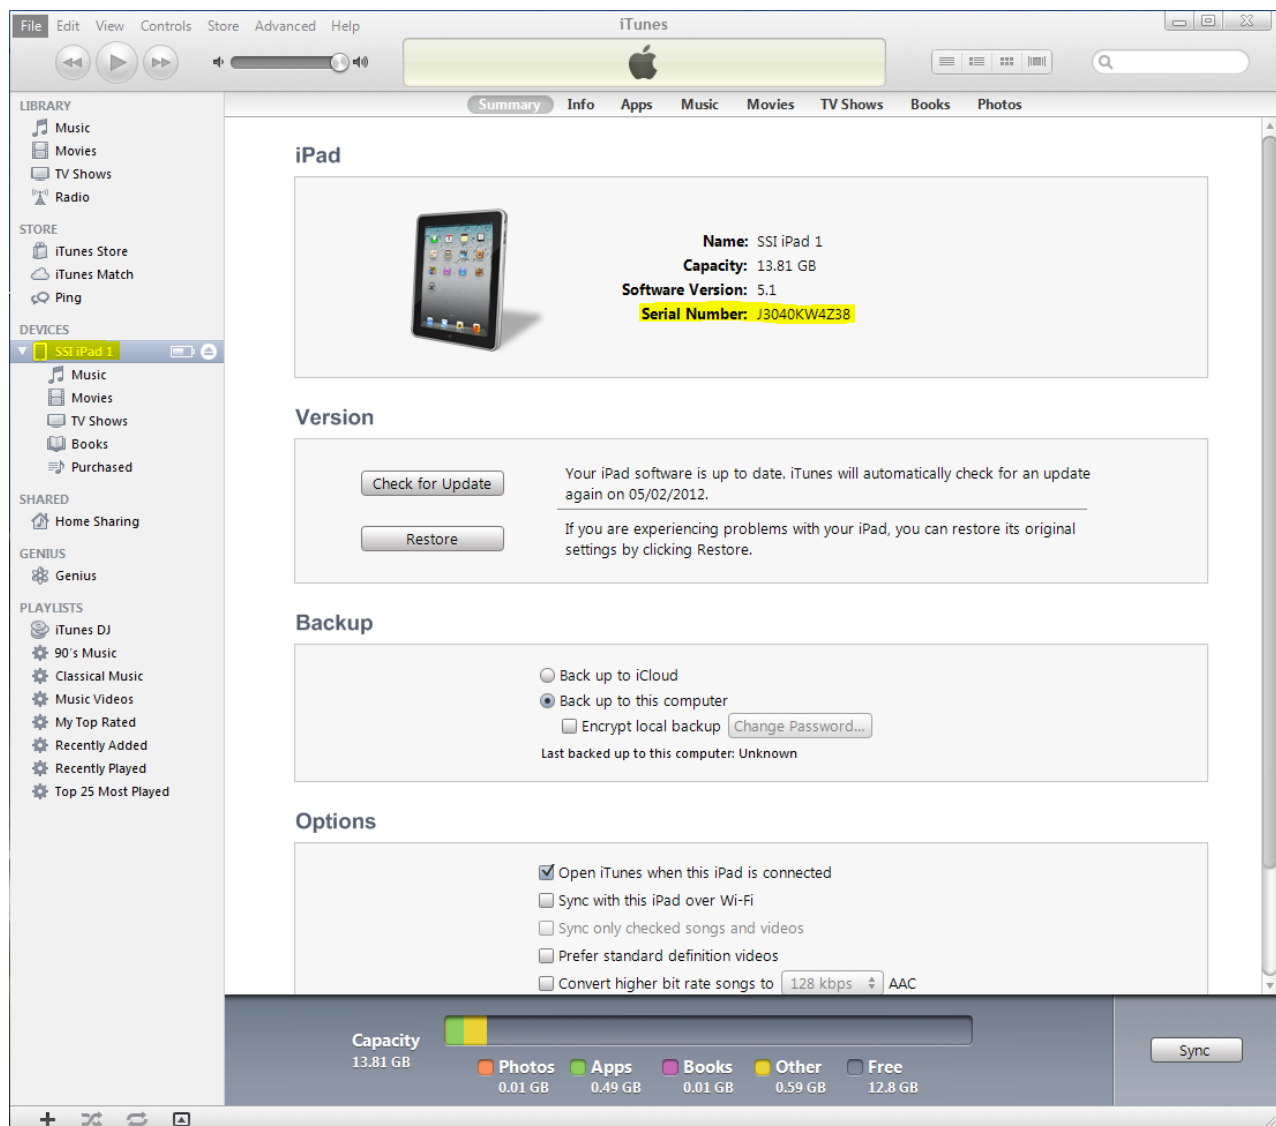 File Edit View Controls Store Advanced Help
iTunes
LIBRARY
Music
Movies
TV Shows
Radio
STORE
iTunes Store
iTunes Match
Ping
DEVICES
SSI iPad 1
Music
Movies
TV Shows
Books
Purchased
SHARED
Home Sharing
GENIUS
Genius
PLAYLISTS
iTunes DJ
90's Music
Classical Music
Music Videos
My Top Rated
Recently Added
Recently Played
Top 25 Most Played
Summary Info Apps Music Movies TV Shows Books Photos
iPad
Name: SSI iPad 1
Capacity: 13.81 GB
Software Version: 5.1
Serial Number: J3040KW4Z38
Version
Check for Update
Your iPad software is up to date. iTunes will automatically check for an update
again on 05/02/2012.
Restore
If you are experiencing problems with your iPad, you can restore its original
settings by clicking Restore.
Backup
Back up to iCloud
Back up to this computer
Encrypt local backup Change Password...
Last backed up to this computer: Unknown
Options
Open iTunes when this iPad is connected
Sync with this iPad over Wi-Fi
Sync only checked songs and videos
Prefer standard definition videos
Convert higher bit rate songs to 128 kbps AAC
Capacity
13.81 GB
Photos Apps Books Other Free
0.01 GB 0.49 GB 0.01 GB 0.59 GB 12.8 GB
Sync